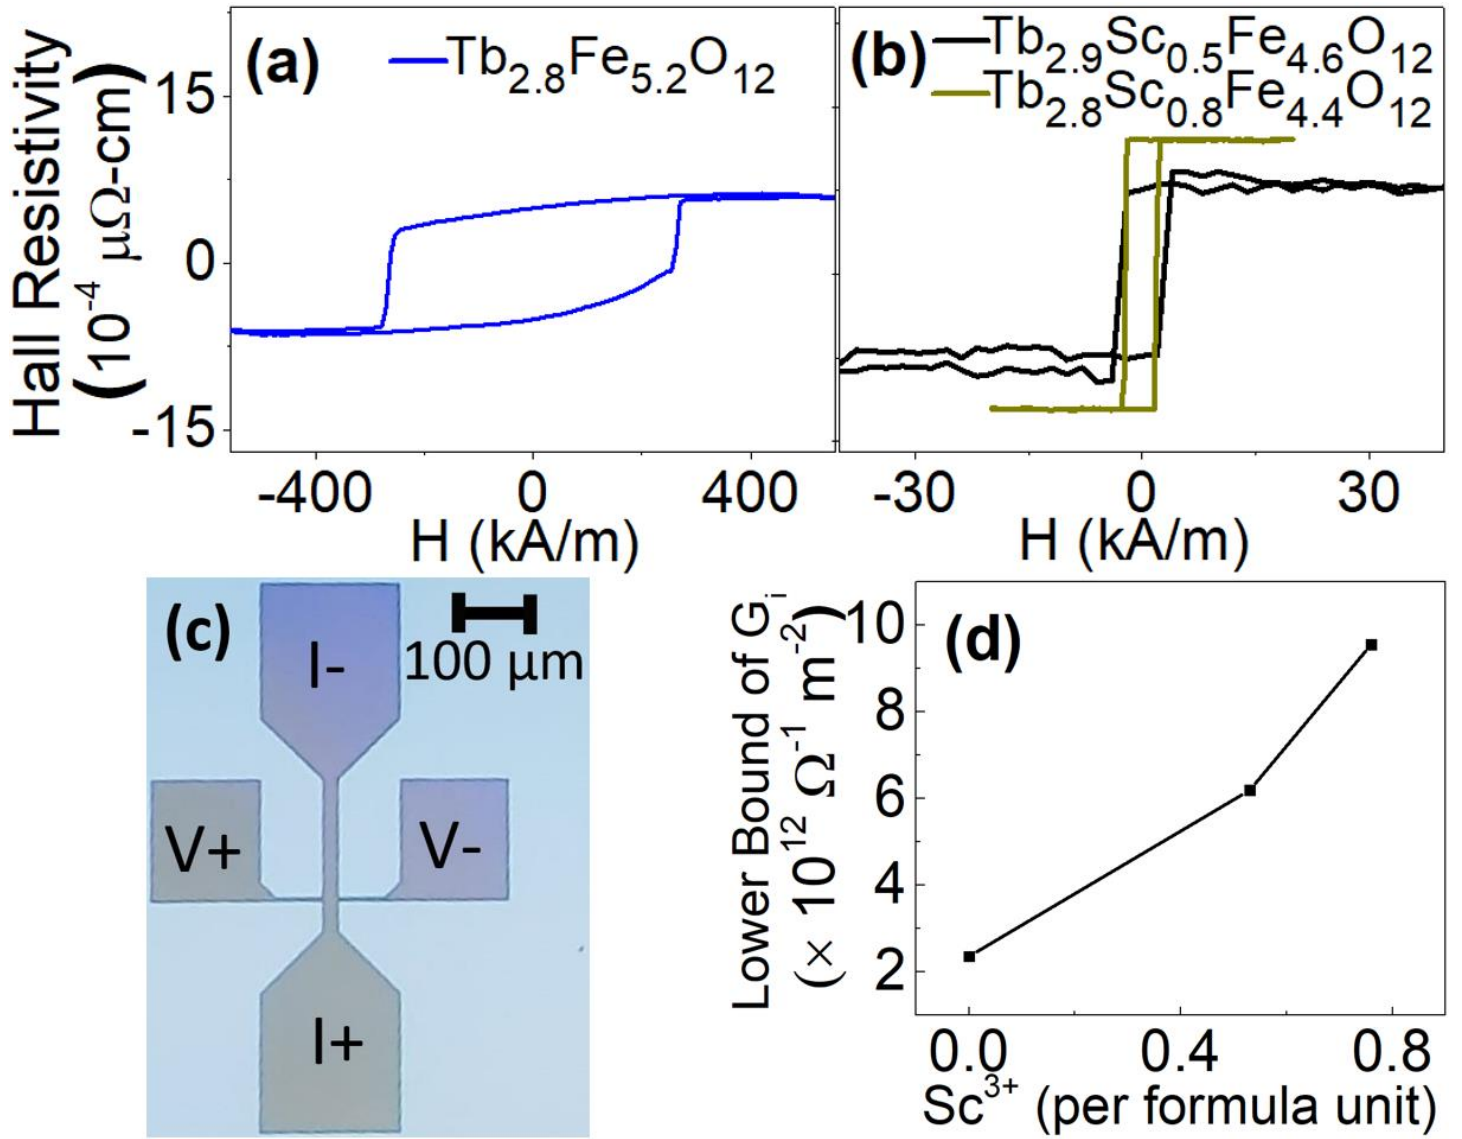 (a)
Tb2.8Fe5.2O12
Hall Resistivity
(10-4 μΩ-cm)
15
0
-15
-400 0 400
H (kA/m)
(b)
Tb2.9Sc0.5Fe4.6O12
Tb2.8Sc0.8Fe4.4O12
-30 0 30
H (kA/m)
(c)
100 μm
I-
V+ V-
I+
(d)
Lower Bound of Gi
(× 1012 Ω-1 m-2)
10
8
6
4
2
0.0 0.4 0.8
Sc3+ (per formula unit)